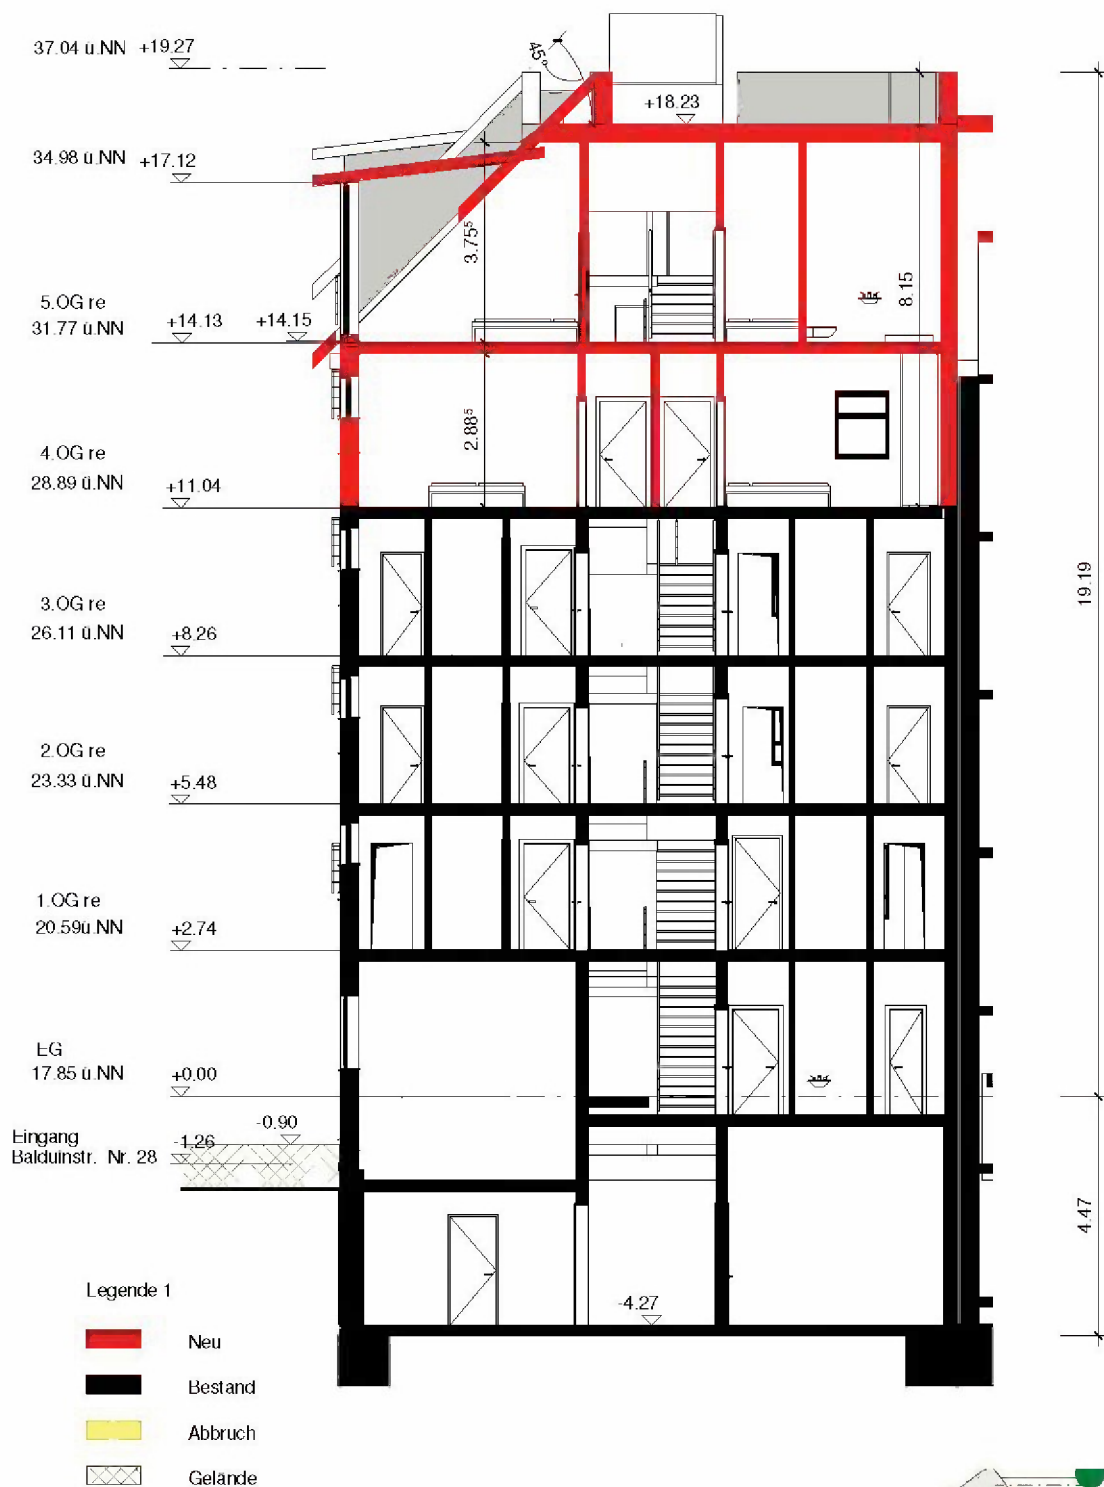 37.04 ü.NN +19.27
45°
+18.23
34.98 ü.NN +17.12
3.75⁵
8.15
5.OG re
31.77 ü.NN +14.13 +14.15
2.88⁵
4.OG re
28.89 ü.NN +11.04
19.19
3.OG re
26.11 ü.NN +8.26
2.OG re
23.33 ü.NN +5.48
1.OG re
20.59ü.NN +2.74
EG
17.85 ü.NN +0.00
-0.90
Eingang -1.26
Balduinstr. Nr. 28
4.47
-4.27
Legende 1
Neu
Bestand
Abbruch
Gelände